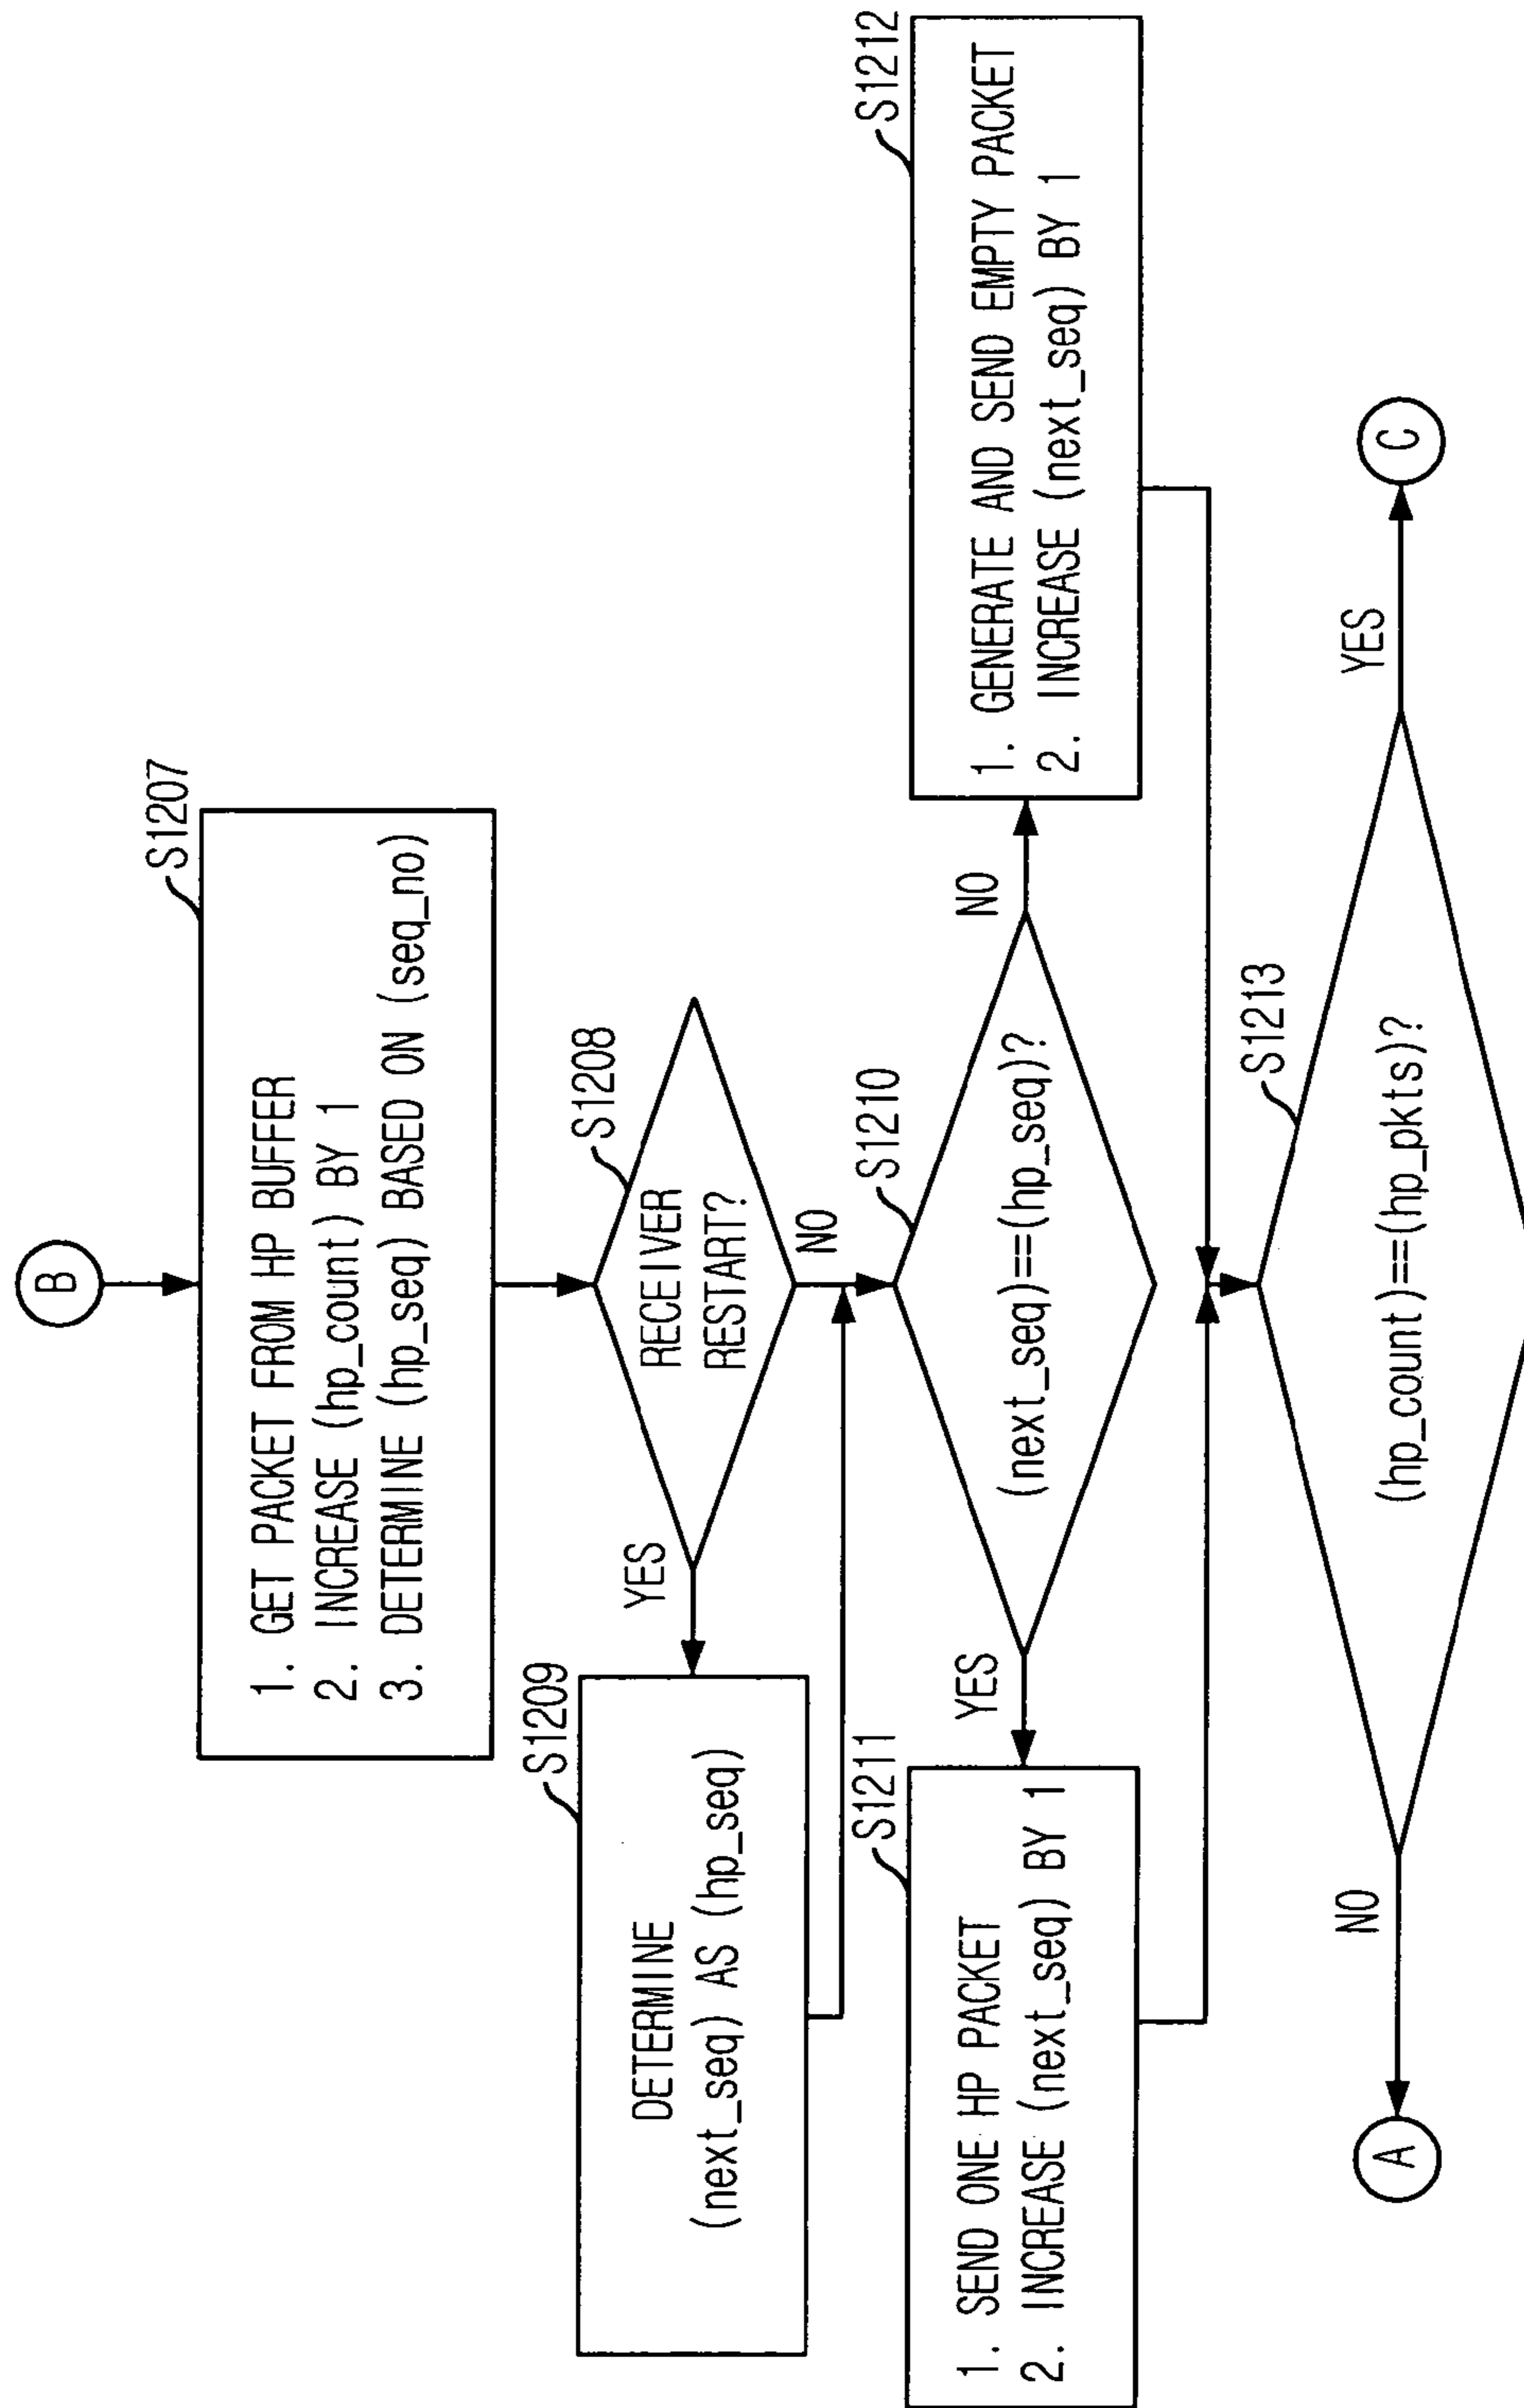 B
S1207
1. GET PACKET FROM HP BUFFER
2. INCREASE (hp_count) BY 1
3. DETERMINE (hp_seq) BASED ON (seq_no)
S1208
RECEIVER
RESTART?
YES
NO
S1209
DETERMINE
(next_seq) AS (hp_seq)
S1210
(next_seq)==(hp_seq)?
YES
NO
S1211
1. SEND ONE HP PACKET
2. INCREASE (next_seq) BY 1
S1212
1. GENERATE AND SEND EMPTY PACKET
2. INCREASE (next_seq) BY 1
S1213
(hp_count)==(hp_pkts)?
NO
YES
A
C